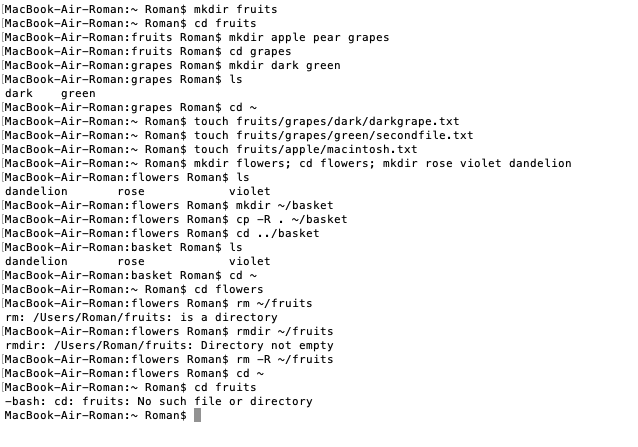 MacBook-Air-Roman:~ Roman$ mkdir fruits
MacBook-Air-Roman:~ Roman$ cd fruits
MacBook-Air-Roman:fruits Roman$ mkdir apple pear grapes
MacBook-Air-Roman:fruits Roman$ cd grapes
MacBook-Air-Roman:grapes Roman$ mkdir dark green
MacBook-Air-Roman:grapes Roman$ ls
dark    green
MacBook-Air-Roman:grapes Roman$ cd ~
MacBook-Air-Roman:~ Roman$ touch fruits/grapes/dark/darkgrape.txt
MacBook-Air-Roman:~ Roman$ touch fruits/grapes/green/secondfile.txt
MacBook-Air-Roman:~ Roman$ touch fruits/apple/macintosh.txt
MacBook-Air-Roman:~ Roman$ mkdir flowers; cd flowers; mkdir rose violet dandelion
MacBook-Air-Roman:flowers Roman$ ls
dandelion       rose            violet
MacBook-Air-Roman:flowers Roman$ mkdir ~/basket
MacBook-Air-Roman:flowers Roman$ cp -R . ~/basket
MacBook-Air-Roman:flowers Roman$ cd ../basket
MacBook-Air-Roman:basket Roman$ ls
dandelion       rose            violet
MacBook-Air-Roman:basket Roman$ cd ~
MacBook-Air-Roman:~ Roman$ cd flowers
MacBook-Air-Roman:flowers Roman$ rm ~/fruits
rm: /Users/Roman/fruits: is a directory
MacBook-Air-Roman:flowers Roman$ rmdir ~/fruits
rmdir: /Users/Roman/fruits: Directory not empty
MacBook-Air-Roman:flowers Roman$ rm -R ~/fruits
MacBook-Air-Roman:flowers Roman$ cd ~
MacBook-Air-Roman:~ Roman$ cd fruits
-bash: cd: fruits: No such file or directory
MacBook-Air-Roman:~ Roman$